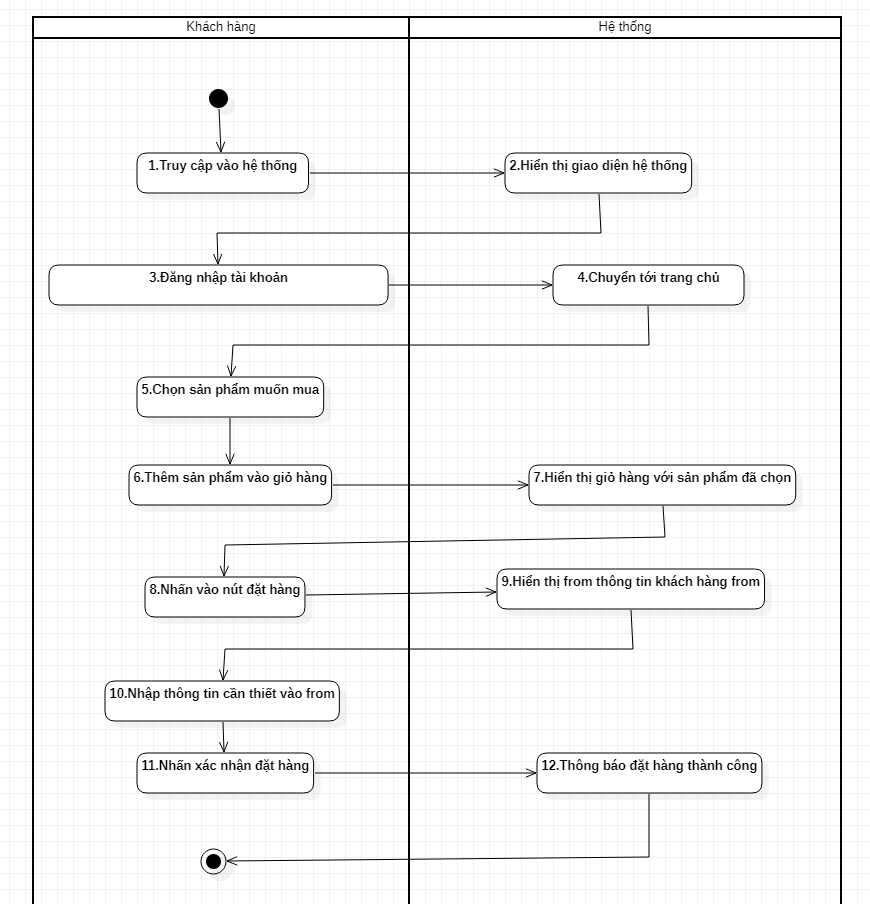 Khách hàng
Hệ thống
1.Truy cập vào hệ thống
2.Hiển thị giao diện hệ thống
3.Đăng nhập tài khoản
4.Chuyển tới trang chủ
5.Chọn sản phẩm muốn mua
6.Thêm sản phẩm vào giỏ hàng
7.Hiển thị giỏ hàng với sản phẩm đã chọn
8.Nhấn vào nút đặt hàng
9.Hiển thị from thông tin khách hàng from
10.Nhập thông tin cần thiết vào from
11.Nhấn xác nhận đặt hàng
12.Thông báo đặt hàng thành công